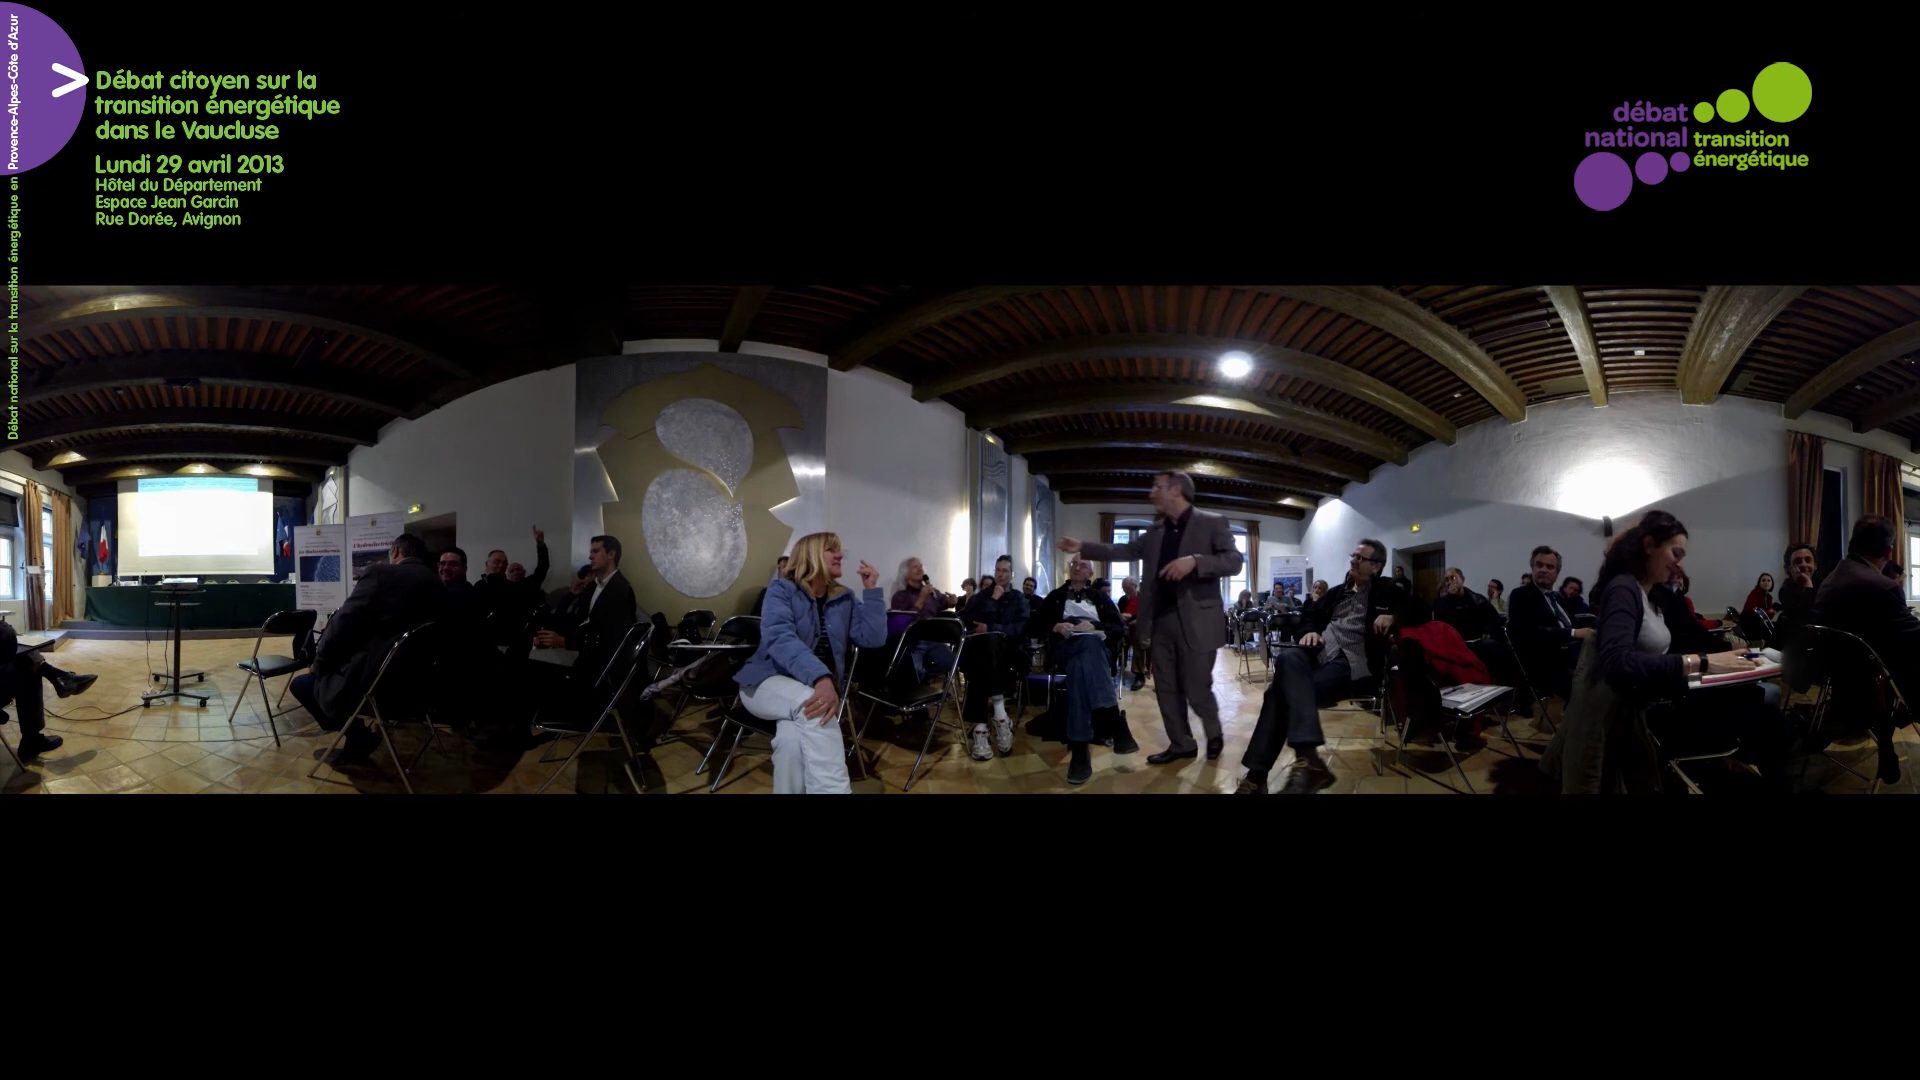 Débat national sur la transition énergétique en Provence-Alpes-Côte d'Azur
> Débat citoyen sur la
transition énergétique
dans le Vaucluse
Lundi 29 avril 2013
Hôtel du Département
Espace Jean Garcin
Rue Dorée, Avignon
débat
national transition
énergétique
L'hydroélectricité